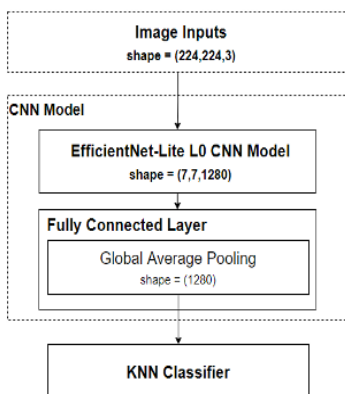 Image Inputs
shape = (224,224,3)
CNN Model
EfficientNet-Lite L0 CNN Model
shape = (7,7,1280)
Fully Connected Layer
Global Average Pooling
shape = (1280)
KNN Classifier